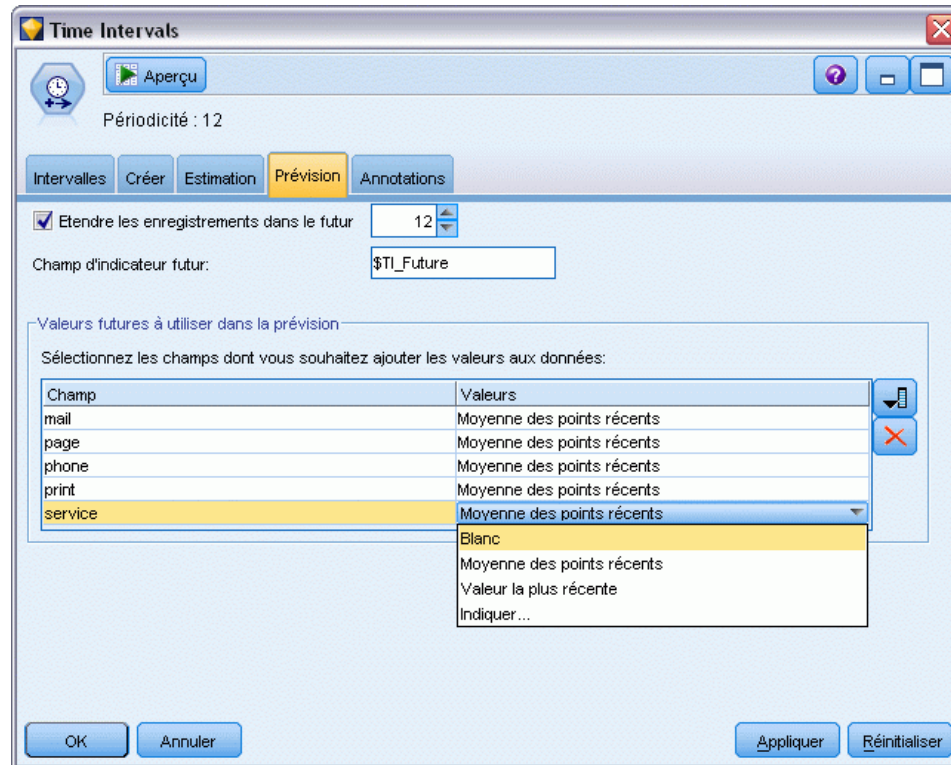 Time Intervals
Aperçu
Périodicité : 12
Intervalles Créer Estimation Prévision Annotations
Etendre les enregistrements dans le futur 12
Champ d'indicateur futur: $TI_Future
Valeurs futures à utiliser dans la prévision
Sélectionnez les champs dont vous souhaitez ajouter les valeurs aux données:
Champ Valeurs
mail Moyenne des points récents
page Moyenne des points récents
phone Moyenne des points récents
print Moyenne des points récents
service Moyenne des points récents
Blanc
Moyenne des points récents
Valeur la plus récente
Indiquer...
OK Annuler Appliquer Réinitialiser